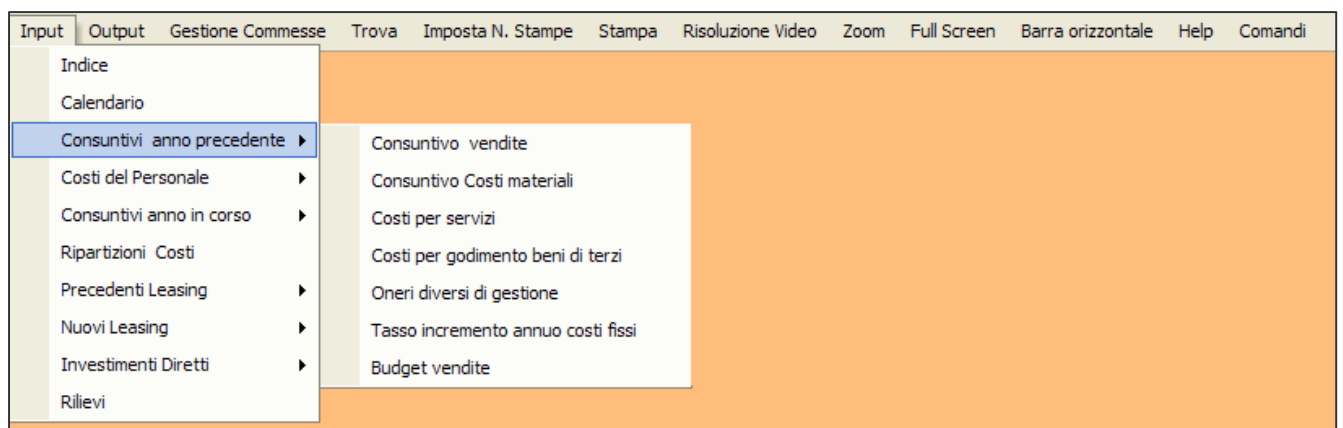 Input Output Gestione Commesse Trova Imposta N. Stampe Stampa Risoluzione Video Zoom Full Screen Barra orizzontale Help Comandi
Indice
Calendario
Consuntivi anno precedente
Costi del Personale
Consuntivi anno in corso
Ripartizioni Costi
Precedenti Leasing
Nuovi Leasing
Investimenti Diretti
Rilievi
Consuntivo vendite
Consuntivo Costi materiali
Costi per servizi
Costi per godimento beni di terzi
Oneri diversi di gestione
Tasso incremento annuo costi fissi
Budget vendite